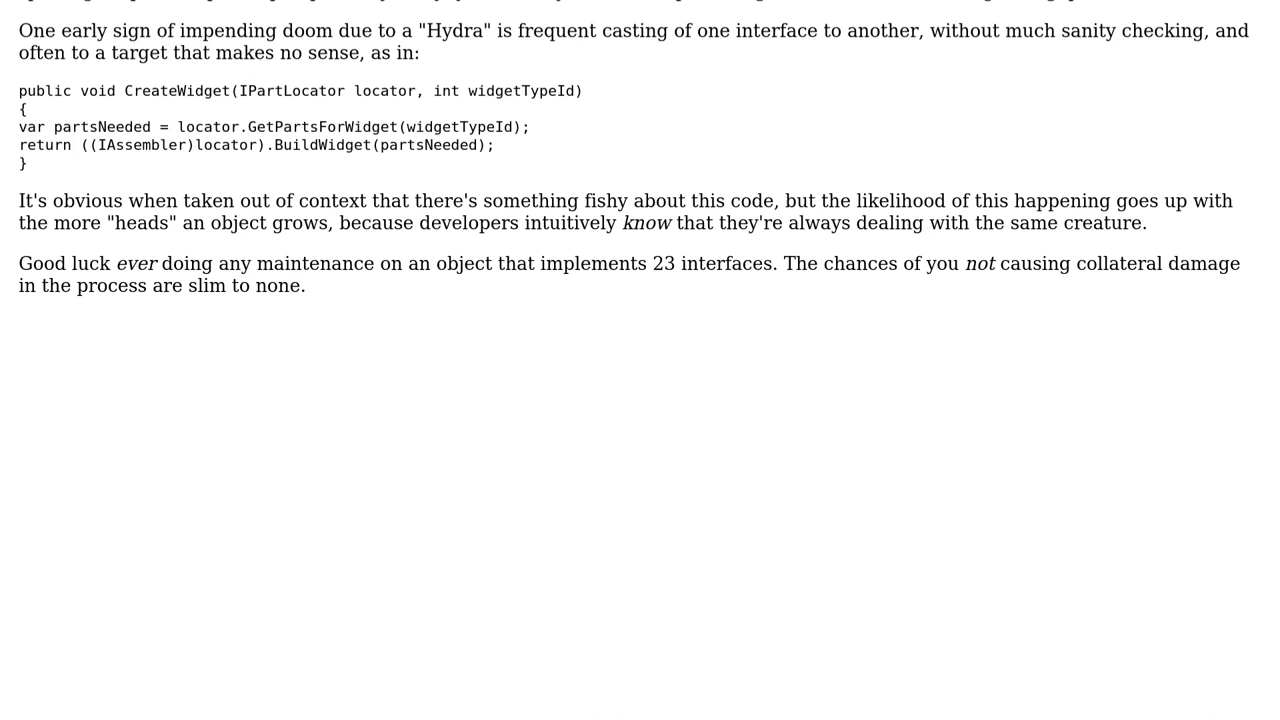 One early sign of impending doom due to a "Hydra" is frequent casting of one interface to another, without much sanity checking, and
often to a target that makes no sense, as in:
public void CreateWidget(IPartLocator locator, int widgetTypeId)
{
var partsNeeded = locator.GetPartsForWidget(widgetTypeId);
return ((IAssembler)locator).BuildWidget(partsNeeded);
}
It's obvious when taken out of context that there's something fishy about this code, but the likelihood of this happening goes up with
the more "heads" an object grows, because developers intuitively know that they're always dealing with the same creature.
Good luck ever doing any maintenance on an object that implements 23 interfaces. The chances of you not causing collateral damage
in the process are slim to none.